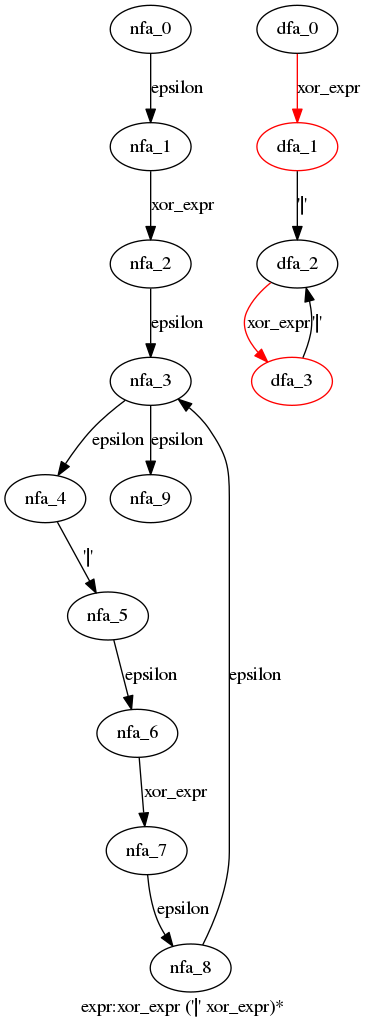 nfa_0
dfa_0
epsilon
xor_expr
nfa_1
dfa_1
xor_expr
'|'
nfa_2
dfa_2
epsilon
xor_expr
'|'
nfa_3
dfa_3
epsilon
epsilon
nfa_4
nfa_9
'|'
nfa_5
epsilon
epsilon
nfa_6
xor_expr
nfa_7
epsilon
nfa_8
expr:xor_expr ('|' xor_expr)*